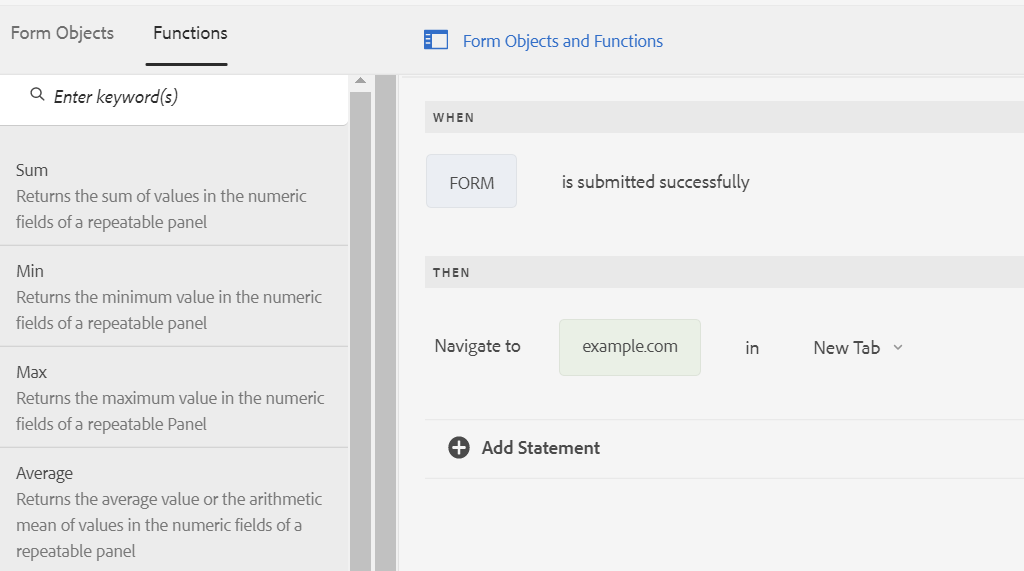 Form Objects
Functions
Form Objects and Functions
Enter keyword(s)
Sum
Returns the sum of values in the numeric
fields of a repeatable panel
Min
Returns the minimum value in the numeric
fields of a repeatable panel
Max
Returns the maximum value in the numeric
fields of a repeatable Panel
Average
Returns the average value or the arithmetic
mean of values in the numeric fields of a
repeatable panel
WHEN
FORM is submitted successfully
THEN
Navigate to example.com in New Tab
Add Statement